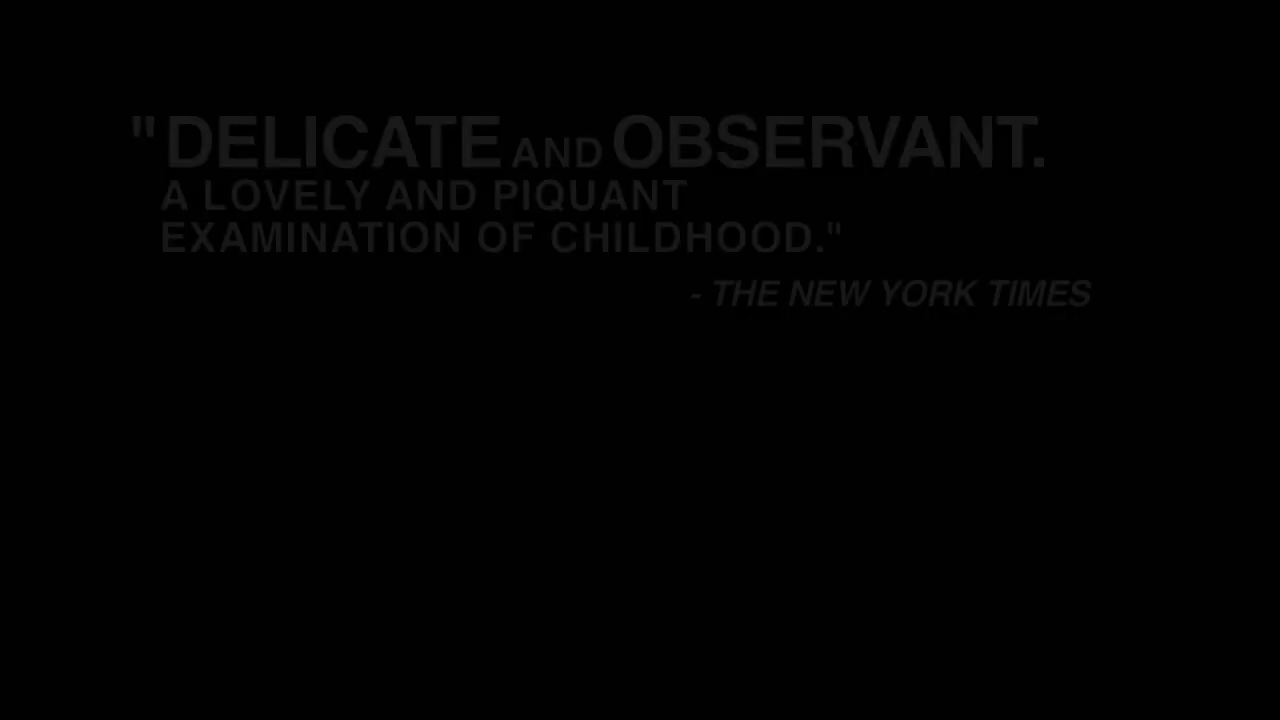 "DELICATE AND OBSERVANT.
A LOVELY AND PIQUANT
EXAMINATION OF CHILDHOOD."
- THE NEW YORK TIMES